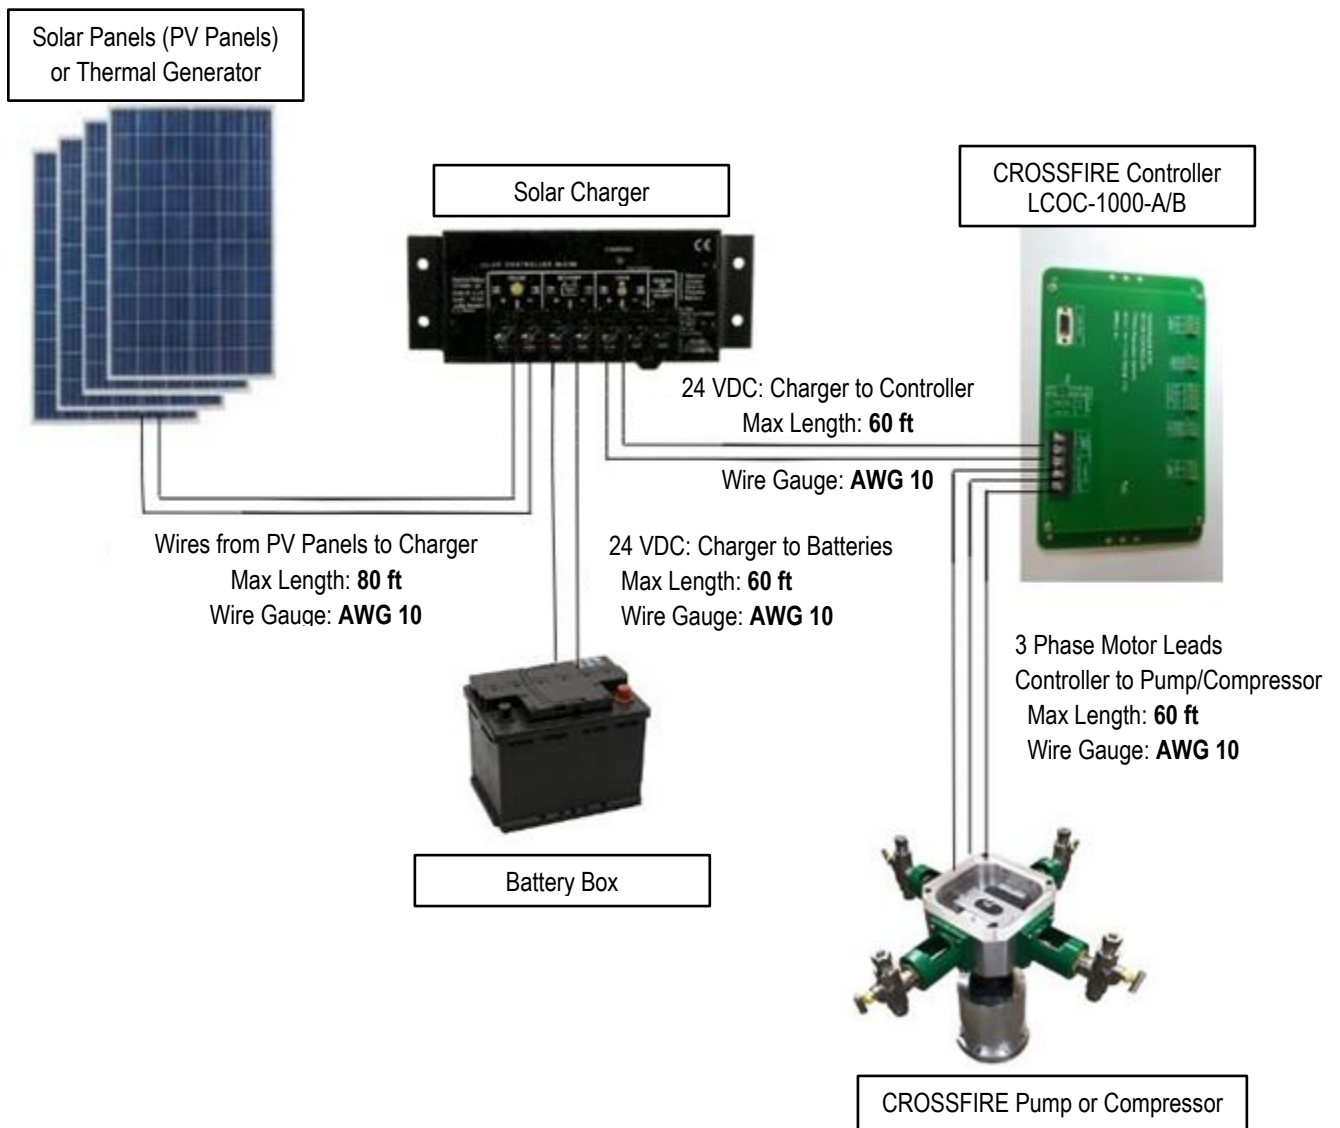 Solar Panels (PV Panels)
or Thermal Generator
Solar Charger
CROSSFIRE Controller
LCOC-1000-A/B
CE
24 VDC: Charger to Controller
Max Length: 60 ft
Wire Gauge: AWG 10
Wires from PV Panels to Charger
Max Length: 80 ft
Wire Gauge: AWG 10
24 VDC: Charger to Batteries
Max Length: 60 ft
Wire Gauge: AWG 10
3 Phase Motor Leads
Controller to Pump/Compressor
Max Length: 60 ft
Wire Gauge: AWG 10
Battery Box
CROSSFIRE Pump or Compressor